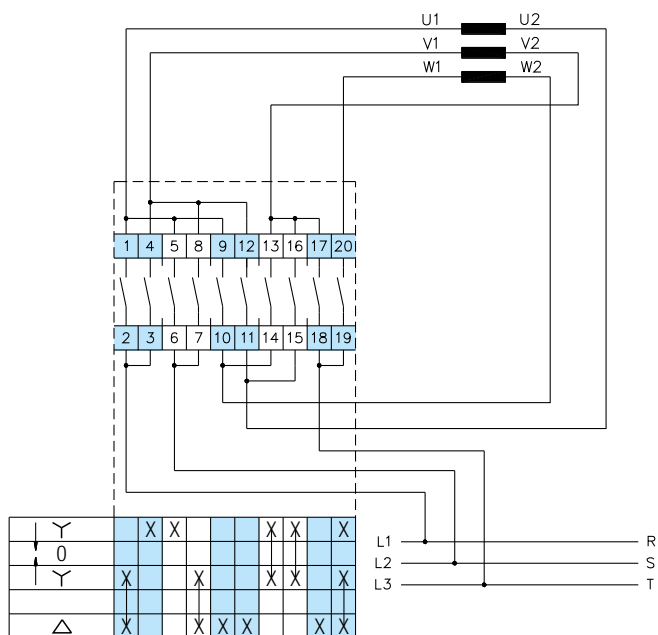 U1 U2
V1 V2
W1 W2
1 4 5 8 9 12 13 16 17 20
2 3 6 7 10 11 14 15 18 19
X X X X X
0
X X X X X
X X X X X X
L1 R
L2 S
L3 T